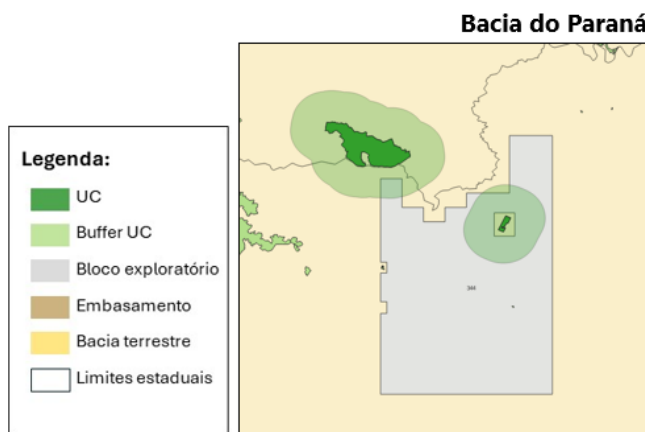 Bacia do Paraná
Legenda:
UC
Buffer UC
Bloco exploratório
Embasamento
Bacia terrestre
Limites estaduais